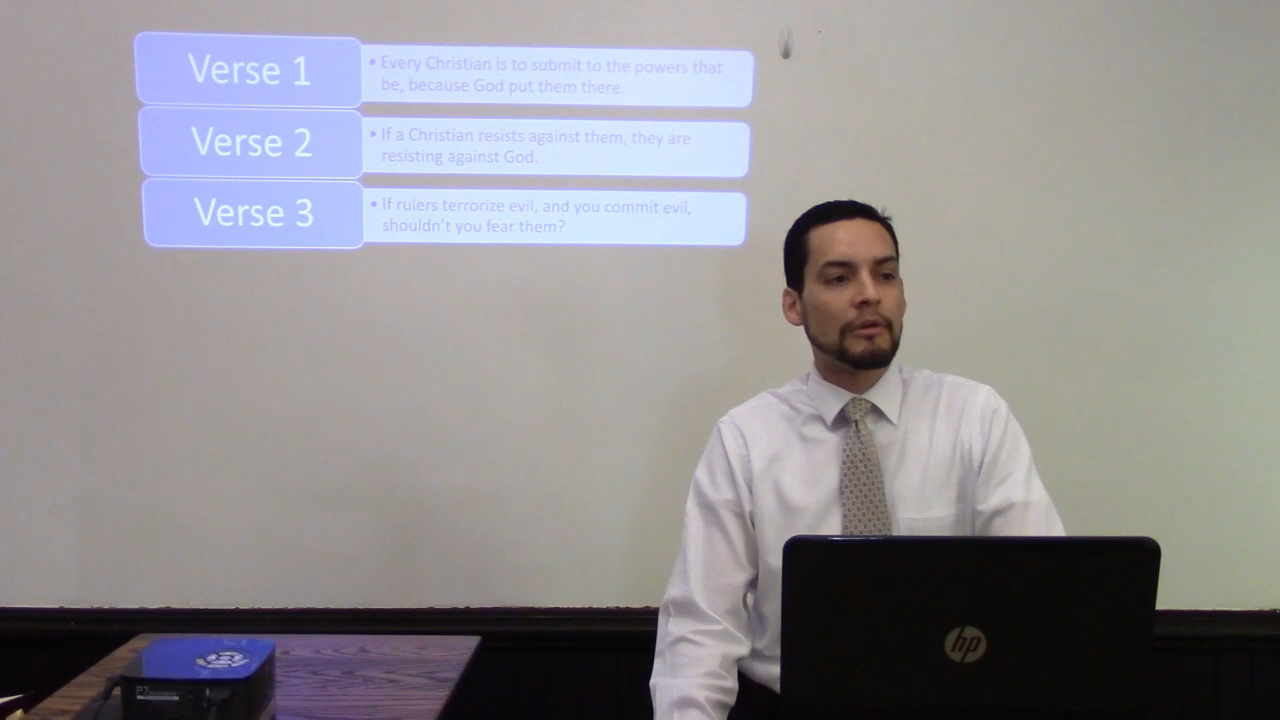 Verse 1
• Every Christian is to submit to the powers that
be, because God put them there.
Verse 2
• If a Christian resists against them, they are
resisting against God.
Verse 3
• If rulers terrorize evil, and you commit evil,
shouldn't you fear them?
hp
P7